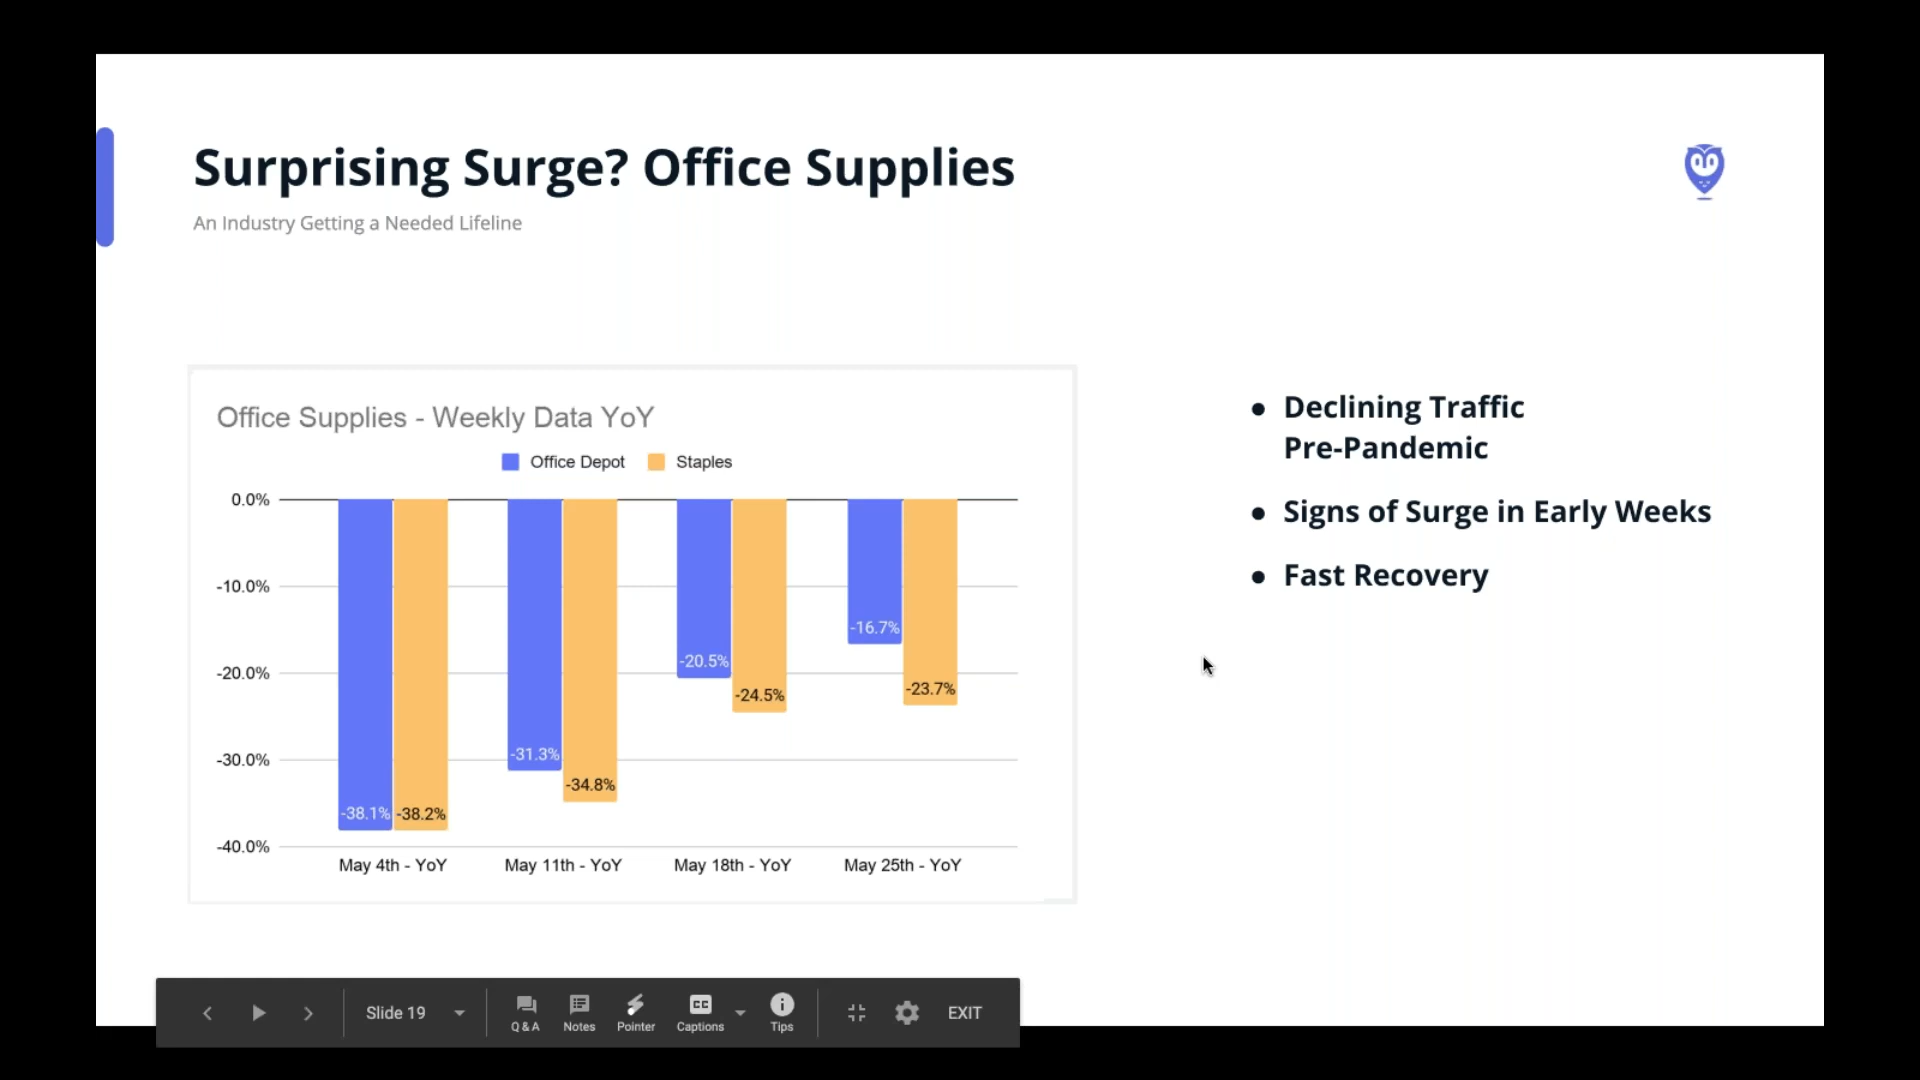 Surprising Surge? Office Supplies
An Industry Getting a Needed Lifeline
Office Supplies - Weekly Data YoY
Office Depot Staples
0.0%
-10.0%
-20.0%
-30.0%
-40.0%
-38.1% -38.2%
-31.3% -34.8%
-20.5% -24.5%
-16.7% -23.7%
May 4th - YoY May 11th - YoY May 18th - YoY May 25th - YoY
● Declining Traffic
Pre-Pandemic
● Signs of Surge in Early Weeks
● Fast Recovery
Slide 19 Q & A Notes Pointer CC Captions Tips EXIT